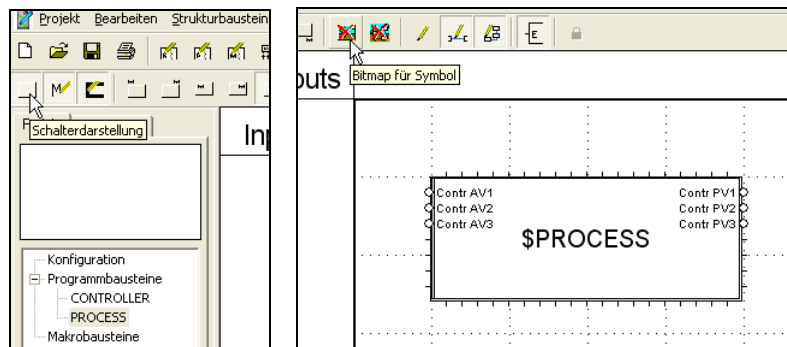 Projekt Bearbeiten Strukturbaustein
Schalterdarstellung
Inp
Konfiguration
Programmbausteine
CONTROLLER
PROCESS
Makrobausteine
outs
Bitmap für Symbol
E
Contr AV1
Contr AV2
Contr AV3
$PROCESS
Contr PV1
Contr PV2
Contr PV3